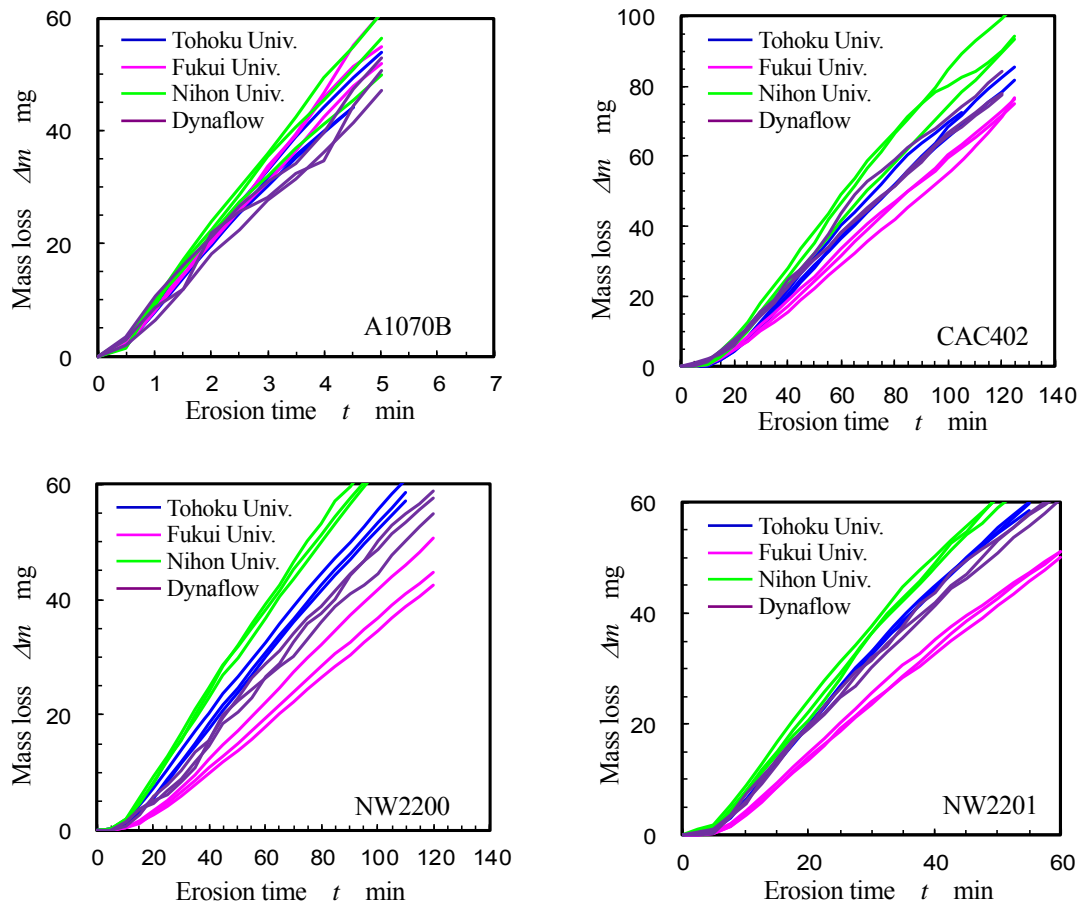 60
40
20
0
Mass loss Δm mg
Tohoku Univ.
Fukui Univ.
Nihon Univ.
Dynaflow
A1070B
0 1 2 3 4 5 6 7
Erosion time t min
100
80
60
40
20
0
Mass loss Δm mg
Tohoku Univ.
Fukui Univ.
Nihon Univ.
Dynaflow
CAC402
0 20 40 60 80 100 120 140
Erosion time t min
60
40
20
0
Mass loss Δm mg
Tohoku Univ.
Fukui Univ.
Nihon Univ.
Dynaflow
NW2200
0 20 40 60 80 100 120 140
Erosion time t min
60
40
20
0
Mass loss Δm mg
Tohoku Univ.
Fukui Univ.
Nihon Univ.
Dynaflow
NW2201
0 20 40 60
Erosion time t min